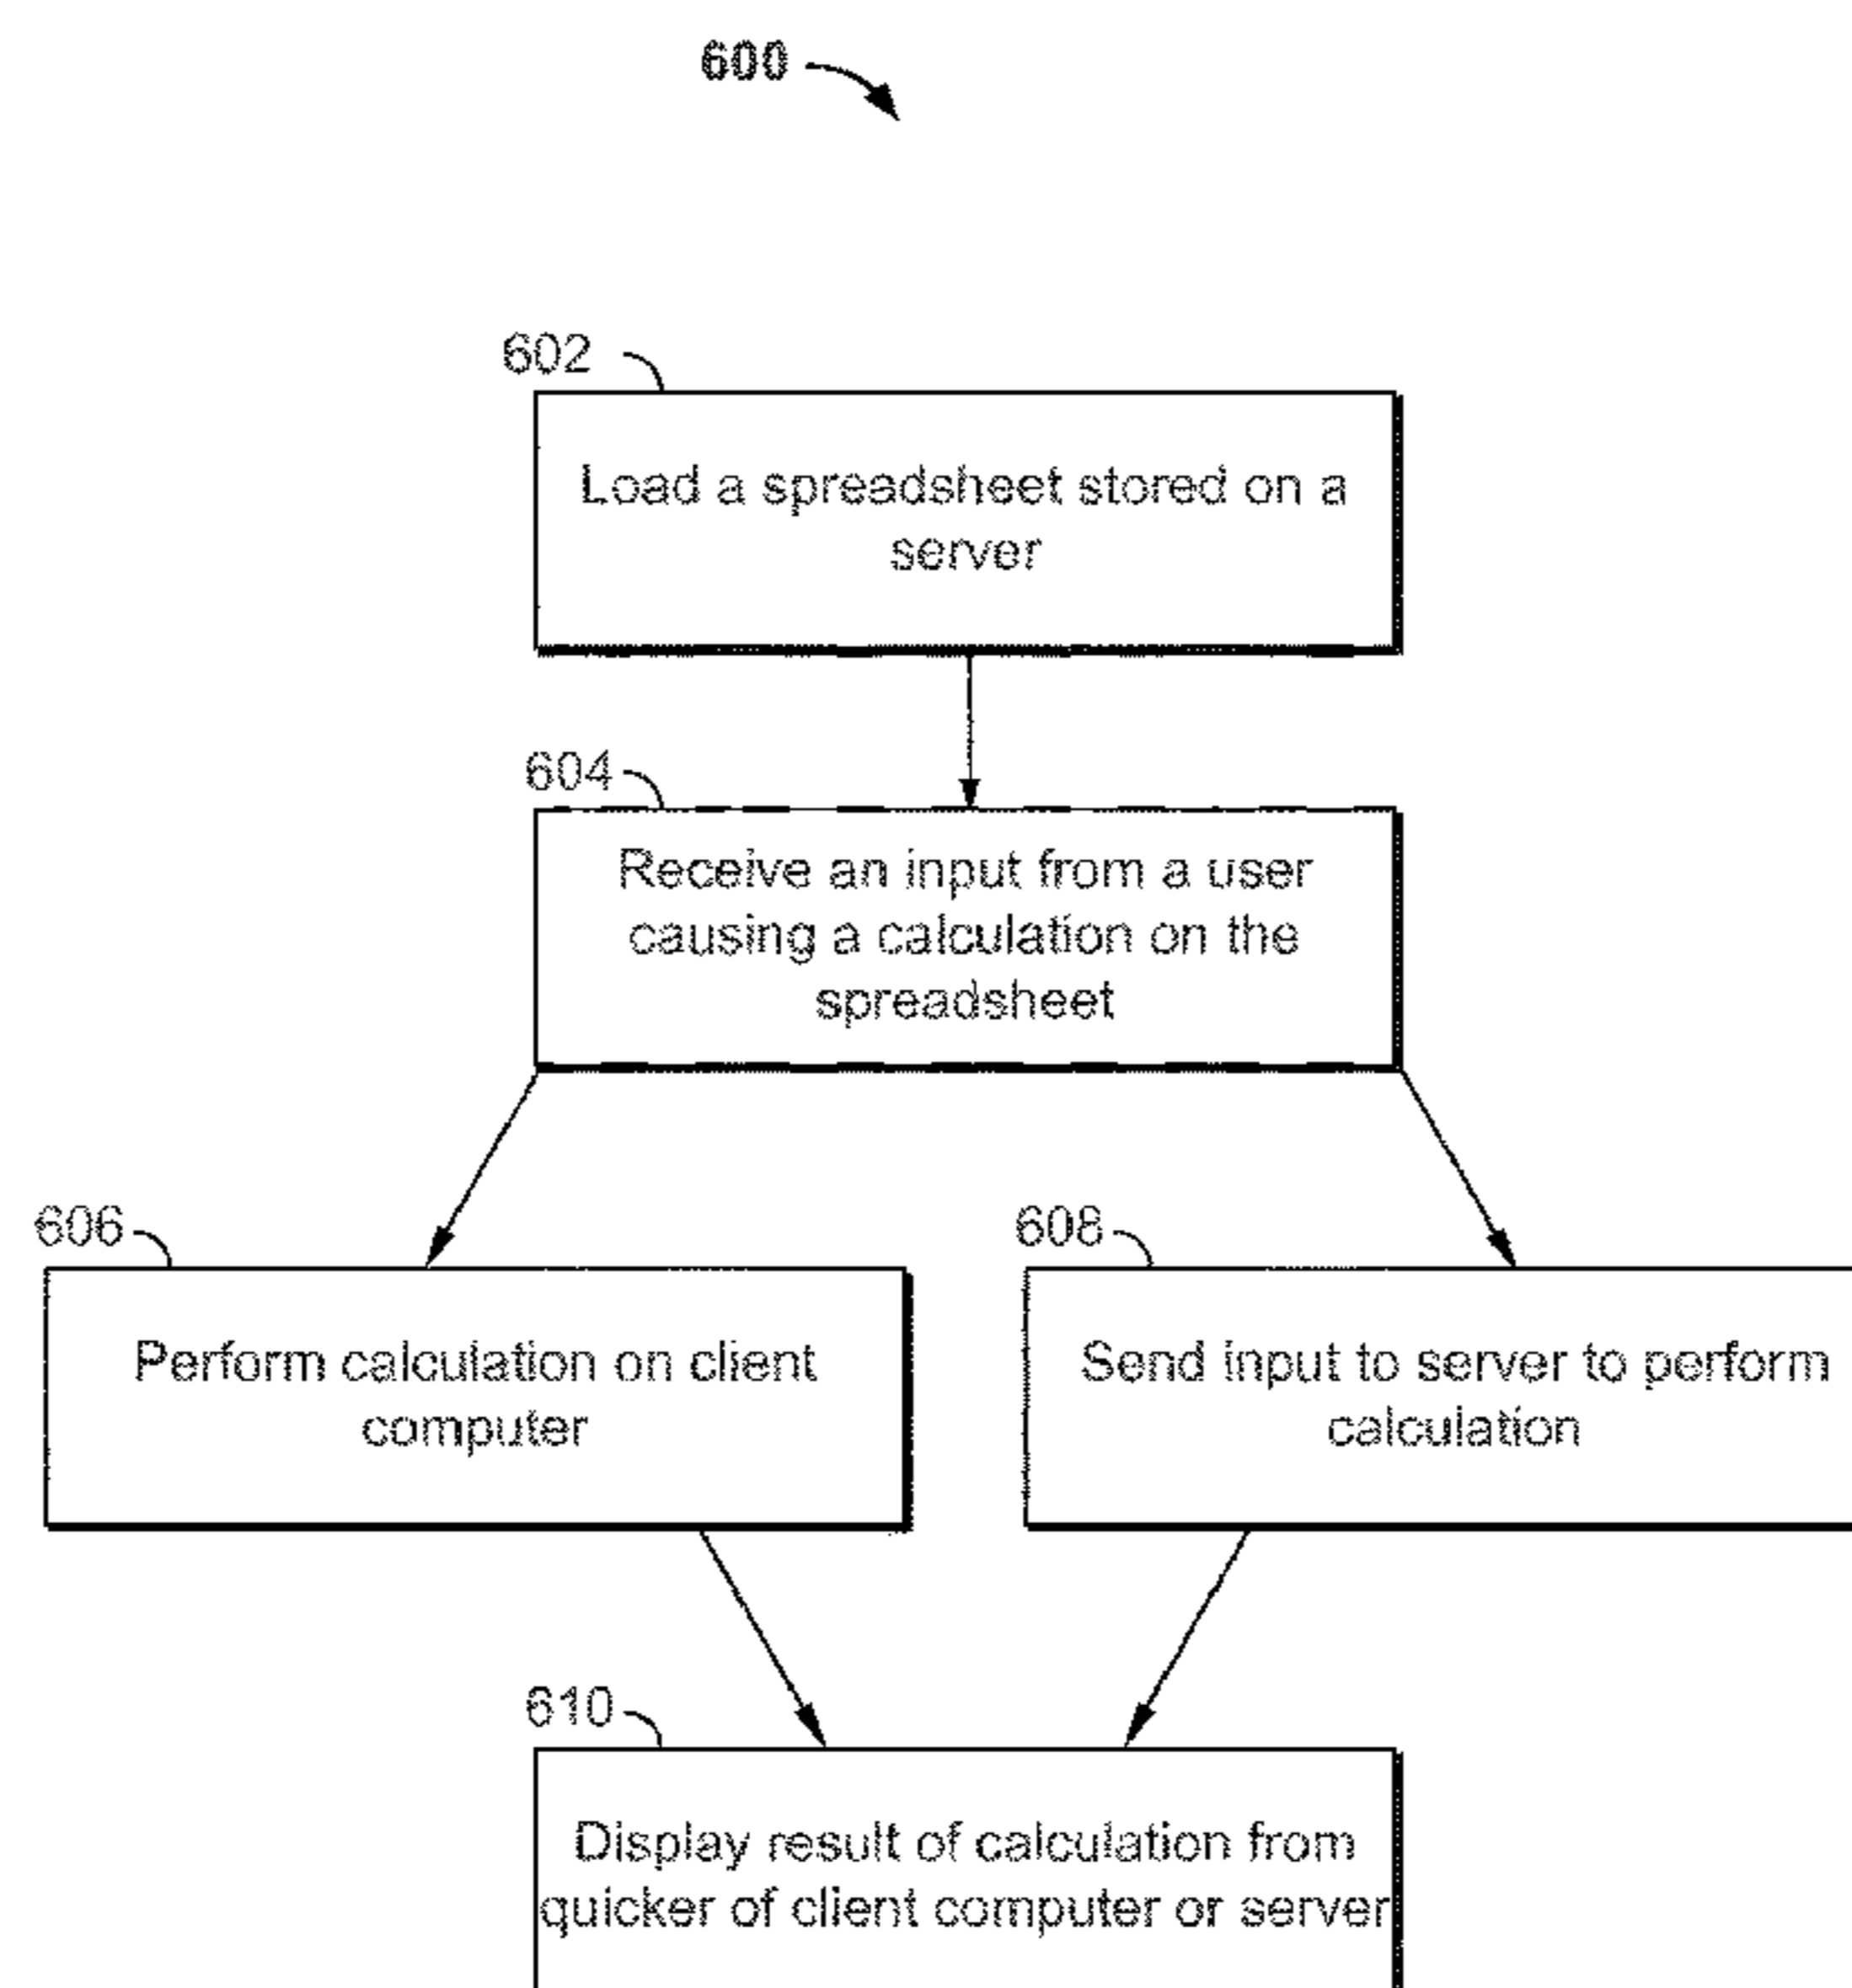 600
602
Load a spreadsheet stored on a
server
604
Receive an input from a user
causing a calculation on the
spreadsheet
606
Perform calculation on client
computer
608
Send input to server to perform
calculation
610
Display result of calculation from
quicker of client computer or server